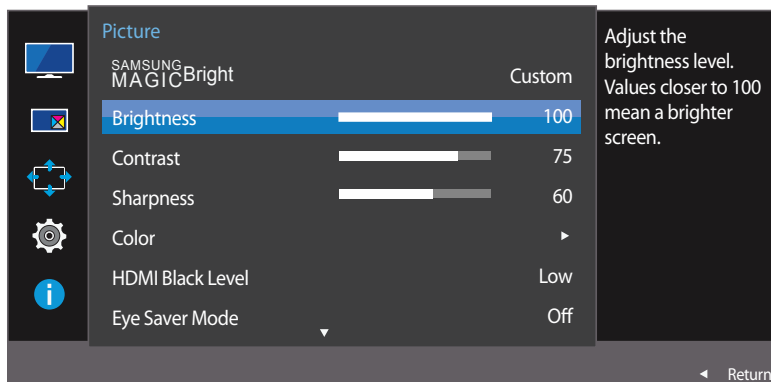 Picture
SAMSUNG
MAGICBright Custom
Brightness 100
Contrast 75
Sharpness 60
Color
HDMI Black Level Low
Eye Saver Mode Off
Adjust the
brightness level.
Values closer to 100
mean a brighter
screen.
Return